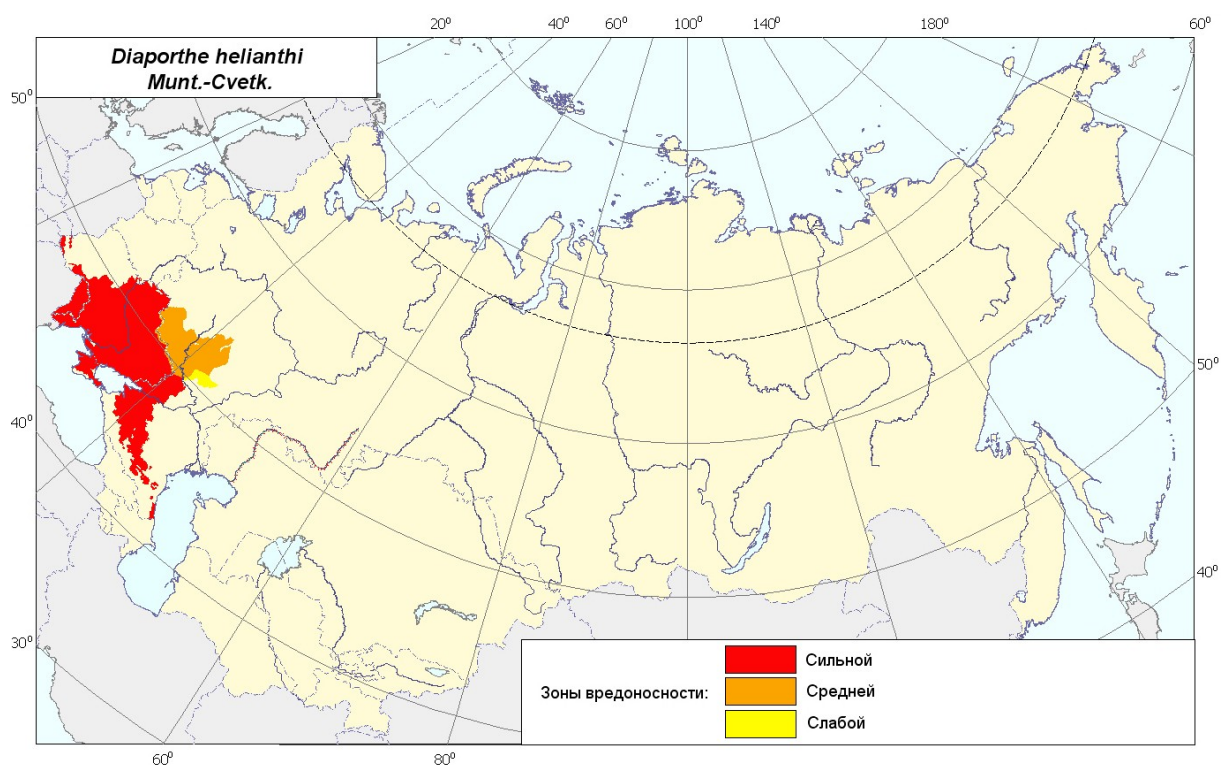 20⁰ 40⁰ 60⁰ 100⁰ 140⁰ 180⁰ 60⁰
Diaporthe helianthi
Munt.-Cvetk.
50⁰
50⁰
40⁰
40⁰
30⁰
Сильной
Зоны вредоносности: Средней
Слабой
60⁰ 80⁰